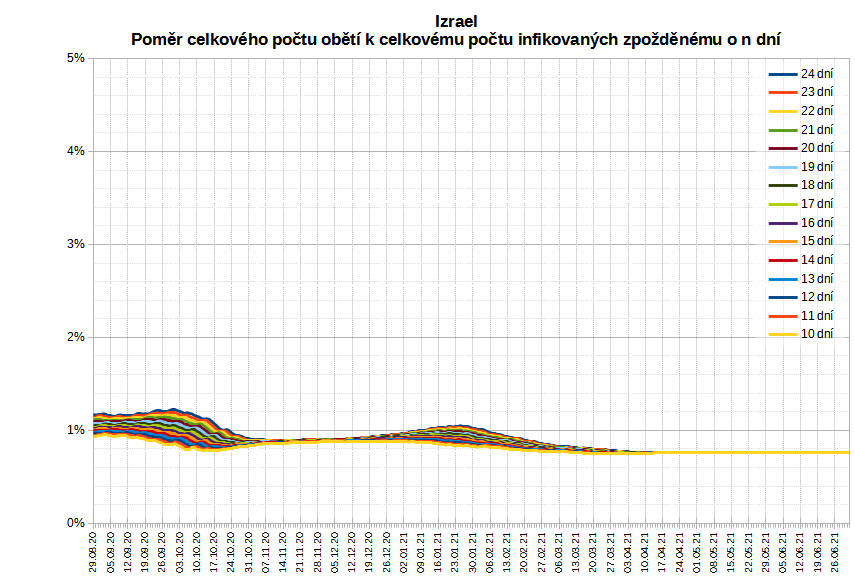 Izrael
Poměr celkového počtu obětí k celkovému počtu infikovaných zpožděnému o n dní
5%
4%
3%
2%
1%
0%
24 dní
23 dní
22 dní
21 dní
20 dní
19 dní
18 dní
17 dní
16 dní
15 dní
14 dní
13 dní
12 dní
11 dní
10 dní
29.08.20
05.09.20
12.09.20
19.09.20
26.09.20
03.10.20
10.10.20
17.10.20
24.10.20
31.10.20
07.11.20
14.11.20
21.11.20
28.11.20
05.12.20
12.12.20
19.12.20
26.12.20
02.01.21
09.01.21
16.01.21
23.01.21
30.01.21
06.02.21
13.02.21
20.02.21
27.02.21
06.03.21
13.03.21
20.03.21
27.03.21
03.04.21
10.04.21
17.04.21
24.04.21
01.05.21
08.05.21
15.05.21
22.05.21
29.05.21
05.06.21
12.06.21
19.06.21
26.06.21